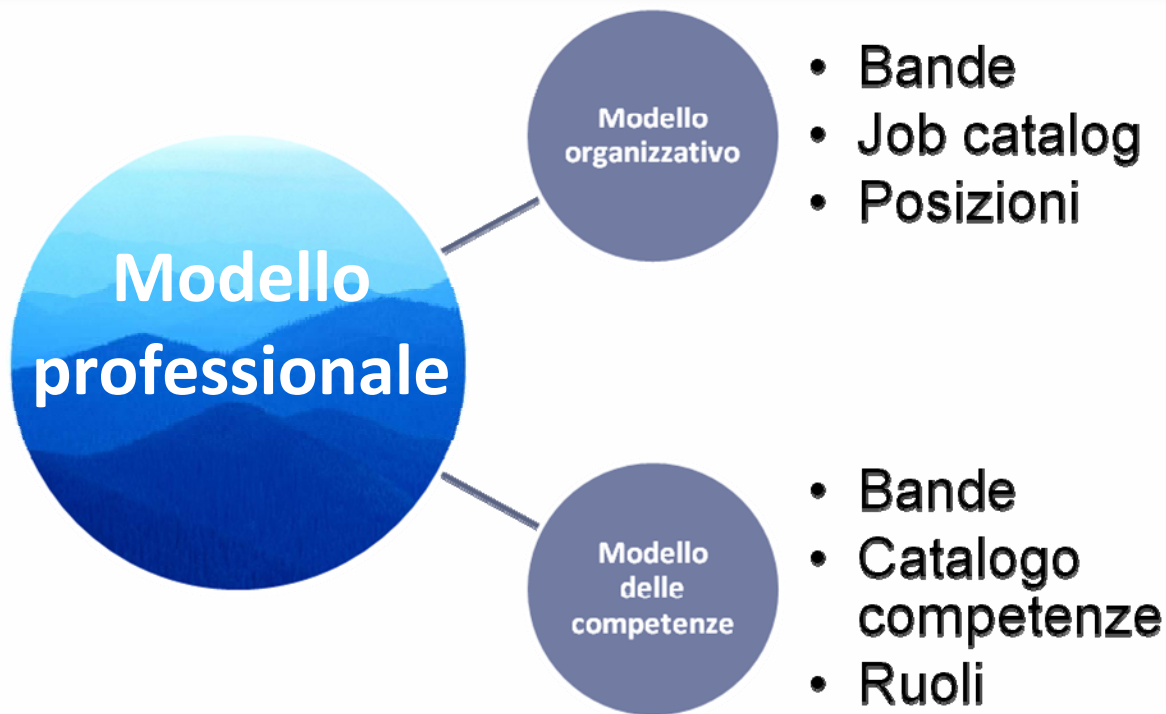 Modello
professionale
Modello
organizzativo
• Bande
• Job catalog
• Posizioni
Modello
delle
competenze
• Bande
• Catalogo
competenze
• Ruoli